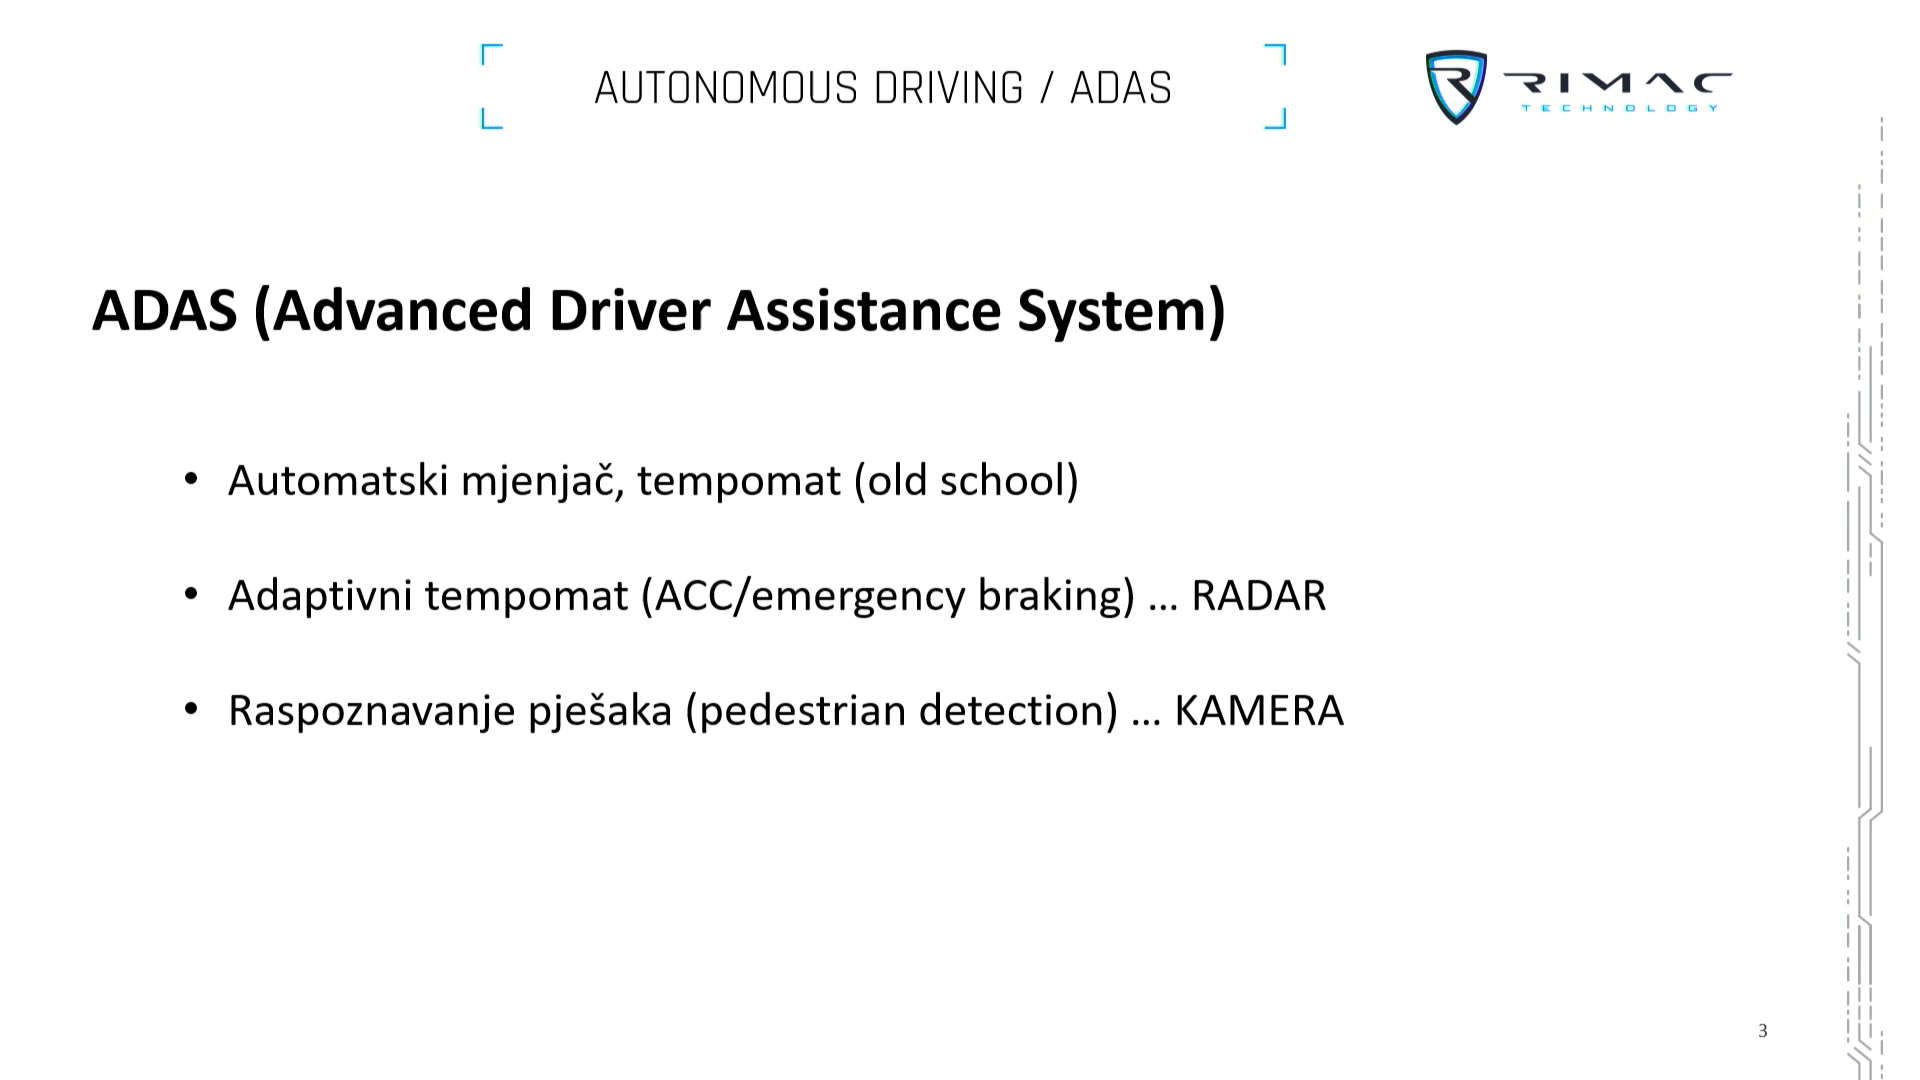 AUTONOMOUS DRIVING / ADAS
RIMAC
TECHNOLOGY
ADAS (Advanced Driver Assistance System)
• Automatski mjenjač, tempomat (old school)
• Adaptivni tempomat (ACC/emergency braking) ... RADAR
• Raspoznavanje pješaka (pedestrian detection) ... KAMERA
3